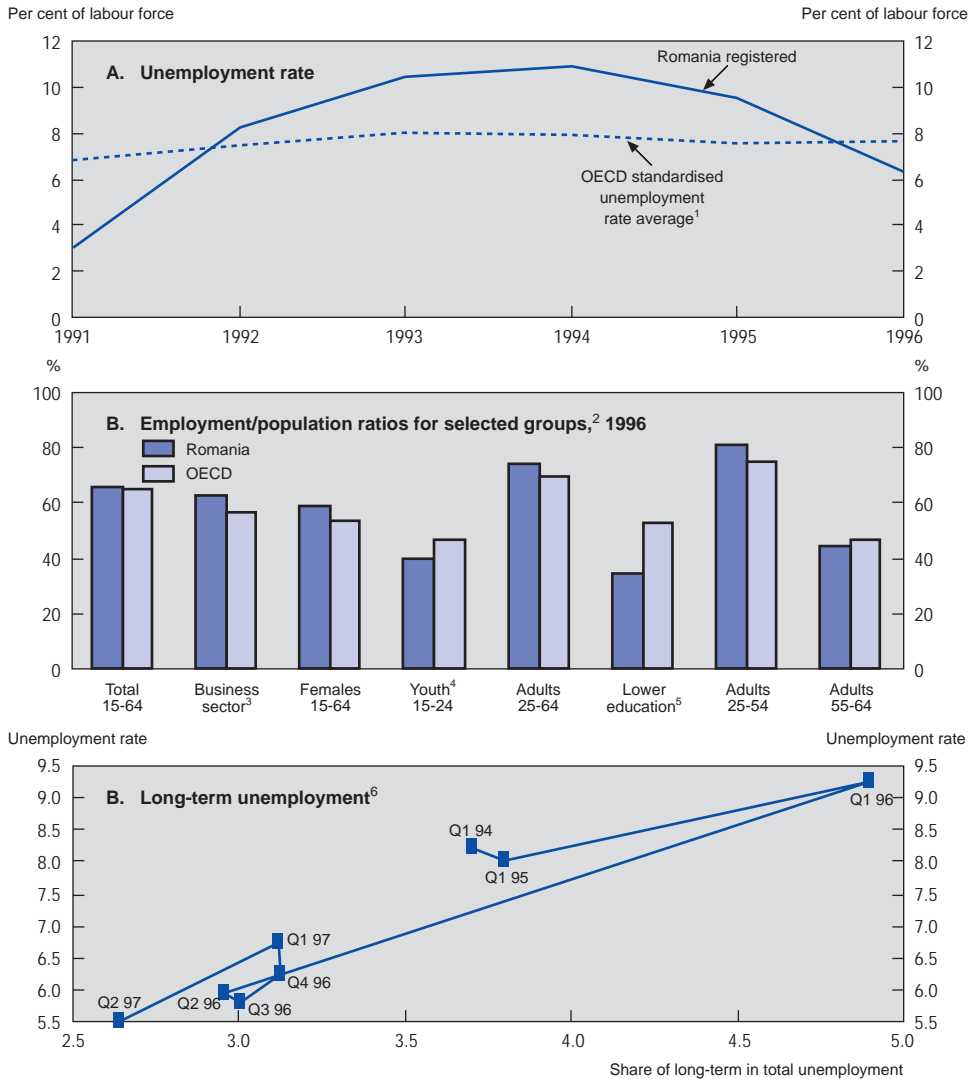 Per cent of labour force Per cent of labour force
12 12
A. Unemployment rate
Romania registered
10 10
8 8
OECD standardised
unemployment
rate average1
6 6
4 4
2 2
0 0
1991 1992 1993 1994 1995 1996
% %
100 100
B. Employment/population ratios for selected groups,2 1996
Romania
OECD
80 80
60 60
40 40
20 20
0 0
Total Business Females Youth4 Adults Lower Adults Adults
15-64 sector3 15-64 15-24 25-64 education5 25-54 55-64
Unemployment rate Unemployment rate
9.5 9.5
B. Long-term unemployment6
9.0 9.0
Q1 96
8.5 8.5
Q1 94
8.0 8.0
Q1 95
7.5 7.5
7.0 7.0
Q1 97
6.5 6.5
Q4 96
6.0 6.0
Q2 97 Q2 96 Q3 96
5.5 5.5
2.5 3.0 3.5 4.0 4.5 5.0
Share of long-term in total unemployment